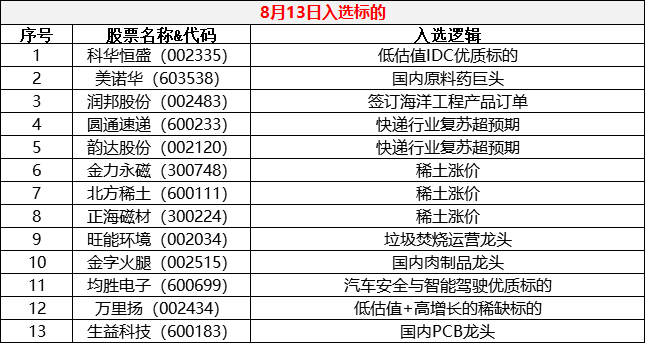 8月13日入选标的
序号 股票名称&代码 入选逻辑
1 科华恒盛（002335） 低估值IDC优质标的
2 美诺华（603538） 国内原料药巨头
3 润邦股份（002483） 签订海洋工程产品订单
4 圆通速递（600233） 快递行业复苏超预期
5 韵达股份（002120） 快递行业复苏超预期
6 金力永磁（300748） 稀土涨价
7 北方稀土（600111） 稀土涨价
8 正海磁材（300224） 稀土涨价
9 旺能环境（002034） 垃圾焚烧运营龙头
10 金字火腿（002515） 国内肉制品龙头
11 均胜电子（600699） 汽车安全与智能驾驶优质标的
12 万里扬（002434） 低估值+高增长的稀缺标的
13 生益科技（600183） 国内PCB龙头